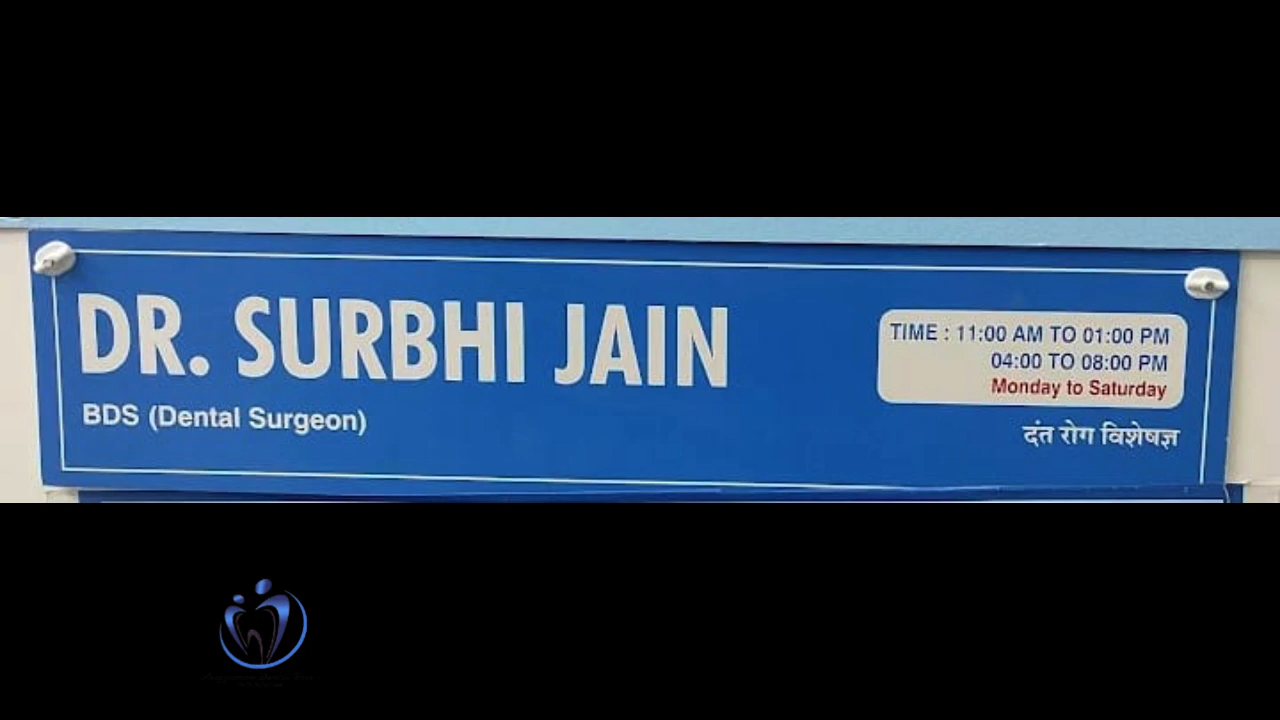 DR. SURBHI JAIN
BDS (Dental Surgeon)
TIME : 11:00 AM TO 01:00 PM
04:00 TO 08:00 PM
Monday to Saturday
दंत रोग विशेषज्ञ